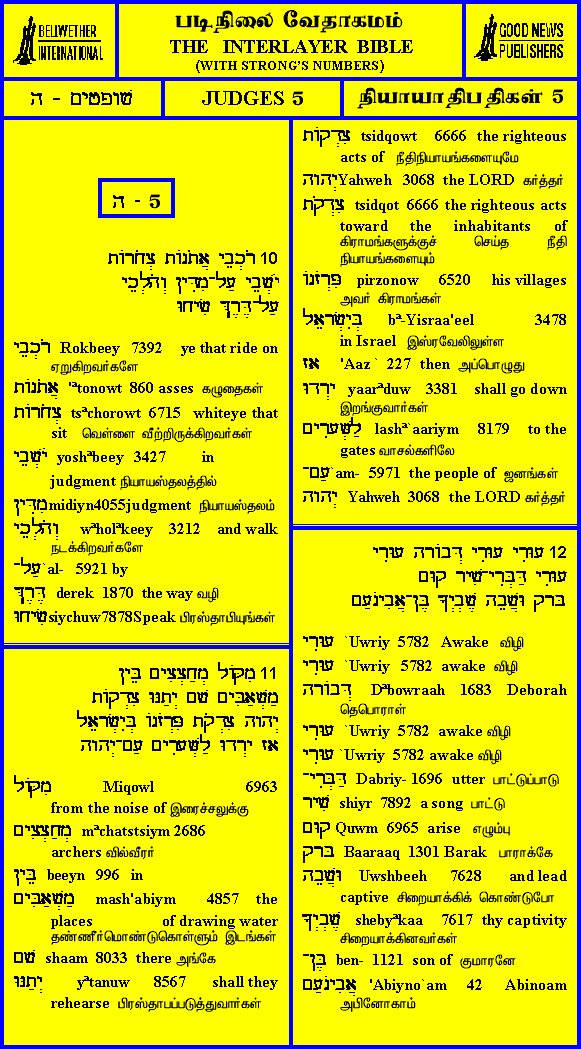 BELLWETHER
INTERNATIONAL
படிநிலை வேதாகமம்
THE INTERLAYER BIBLE
(WITH STRONG'S NUMBERS)
GOOD NEWS
PUBLISHERS
שופטים - ה
JUDGES 5
நியாயாதிபதிகள் 5
ה - 5
10 רֹכְבֵי אֲתֹנוֹת צְחֹרוֹת
יֹשְׁבֵי עַל־מִדִּין וְהֹלְכֵי
עַל־דֶּרֶךְ שִׂיחוּ
רֹכְבֵי Rokbeey 7392 ye that ride on
ஏறுகிறவர்களே
אֲתֹנוֹת 'ªtonowt 860 asses கழுதைகள்
צְחֹרוֹת tsªchorowt 6715 whiteye that
sit வெள்ளை வீற்றிருக்கிறவர்கள்
יֹשְׁבֵי yoshªbeey 3427 in
judgment நியாயஸ்தலத்தில்
מִדִּין midiyn4055judgment நியாயஸ்தலம்
וְהֹלְכֵי wªholªkeey 3212 and walk
நடக்கிறவர்களே
עַל־ `al- 5921 by
דֶּרֶךְ derek 1870 the way வழி
שִׂיחוּ siychuw7878Speak பிரஸ்தாபியுங்கள்
11 מִקּוֹל מְחַצְצִים בֵּין
מַשְׁאַבִּים שָׁם יְתַנּוּ צִדְקוֹת
יְהוָה צִדְקֹת פִּרְזֹנוֹ בְּיִשְׂרָאֵל
אָז יָרְדוּ לַשְּׁעָרִים עַם־יְהוָה
מִקּוֹל Miqowl 6963
from the noise of இரைச்சலுக்கு
מְחַצְצִים mªchatstsiym 2686
archers வில்வீரர்
בֵּין beeyn 996 in
מַשְׁאַבִּים mash'abiym 4857 the
places of drawing water
தண்ணீர்மொண்டுகொள்ளும் இடங்கள்
שָׁם shaam 8033 there அங்கே
יְתַנּוּ yªtanuw 8567 shall they
rehearse பிரஸ்தாபப்படுத்துவார்கள்
צִדְקוֹת tsidqowt 6666 the righteous
acts of நீதிநியாயங்களையுமே
יְהוָה Yahweh 3068 the LORD கர்த்தர்
צִדְקֹת tsidqot 6666 the righteous acts
toward the inhabitants of
கிராமங்களுக்குச் செய்த நீதி
நியாயங்களையும்
פִּרְזֹנוֹ pirzonow 6520 his villages
அவர் கிராமங்கள்
בְּיִשְׂרָאֵל bª-Yisraa'eel 3478
in Israel இஸ்ரவேலிலுள்ள
אָז 'Aaz ` 227 then அப்பொழுது
יָרְדוּ yaarªduw 3381 shall go down
இறங்குவார்கள்
לַשְּׁעָרִים lashªaariym 8179 to the
gates வாசல்களிலே
עַם־ `am- 5971 the people of ஜனங்கள்
יְהוָה Yahweh 3068 the LORD கர்த்தர்
12 עוּרִי עוּרִי דְּבוֹרָה עוּרִי
עוּרִי דַּבְּרִי־שִׁיר קוּם
בָּרָק וּשֲׁבֵה שֶׁבְיְךָ בֶּן־אֲבִינֹעַם
עוּרִי `Uwriy 5782 Awake விழி
עוּרִי `Uwriy 5782 awake விழி
דְּבוֹרָה Dªbowraah 1683 Deborah
தெபொராள்
עוּרִי `Uwriy 5782 awake விழி
עוּרִי `Uwriy 5782 awake விழி
דַּבְּרִי־ Dabriy- 1696 utter பாட்டுப்பாடு
שִׁיר shiyr 7892 a song பாட்டு
קוּם Quwm 6965 arise எழும்பு
בָּרָק Baaraaq 1301 Barak பாராக்கே
וּשֲׁבֵה Uwshbeeh 7628 and lead
captive சிறையாக்கிக் கொண்டுபோ
שֶׁבְיְךָ shebyªkaa 7617 thy captivity
சிறையாக்கினவர்கள்
בֶּן־ ben- 1121 son of குமாரனே
אֲבִינֹעַם 'Abiyno`am 42 Abinoam
அபினோகாம்